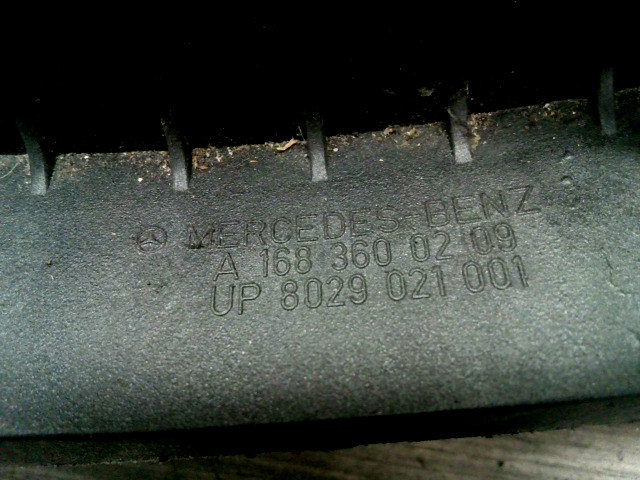 MERCEDES-BENZ
A 168 360 02 09
UP 8029 021 001